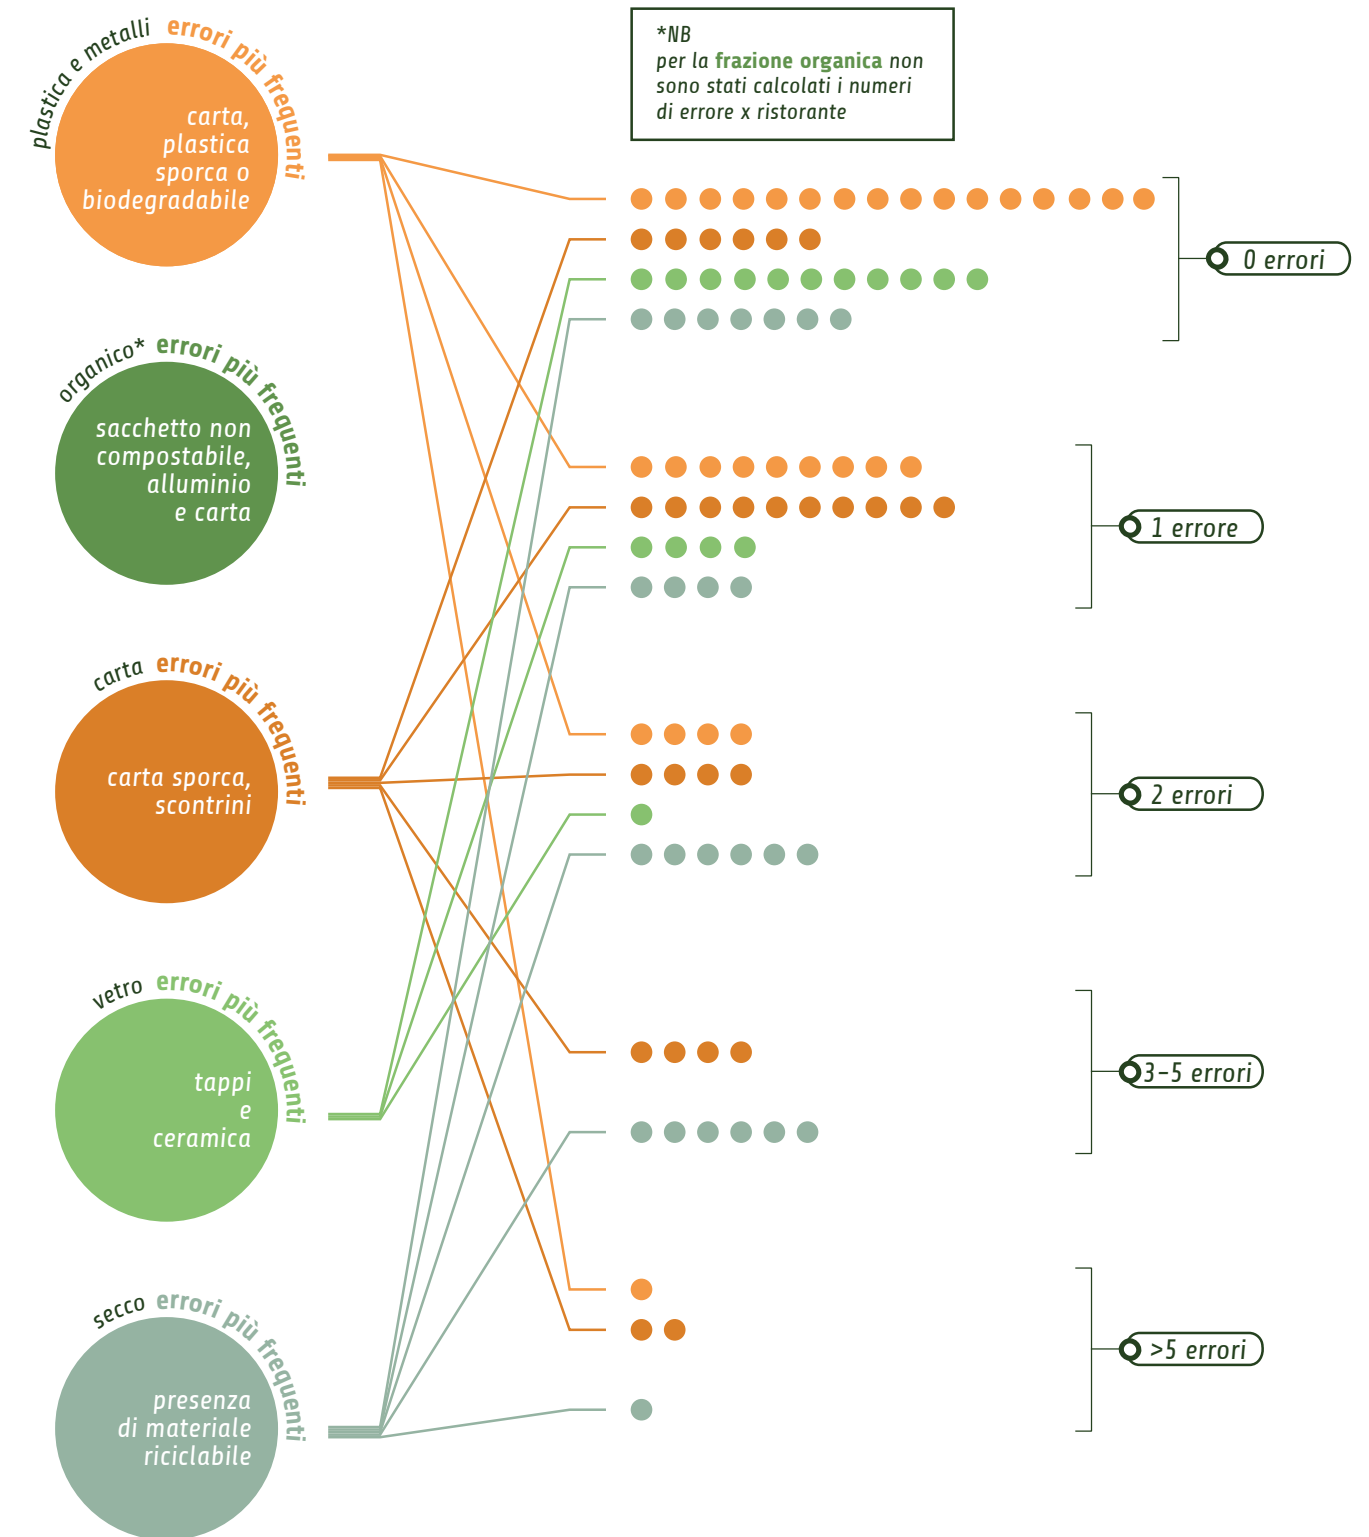 plastica e metalli errori più frequenti
carta,
plastica
sporca o
biodegradabile
*NB
per la frazione organica non
sono stati calcolati i numeri
di errore x ristorante
0 errori
organico* errori più frequenti
sacchetto non
compostabile,
alluminio
e carta
1 errore
carta errori più frequenti
carta sporca,
scontrini
2 errori
vetro errori più frequenti
tappi
e
ceramica
3-5 errori
secco errori più frequenti
presenza
di materiale
riciclabile
>5 errori